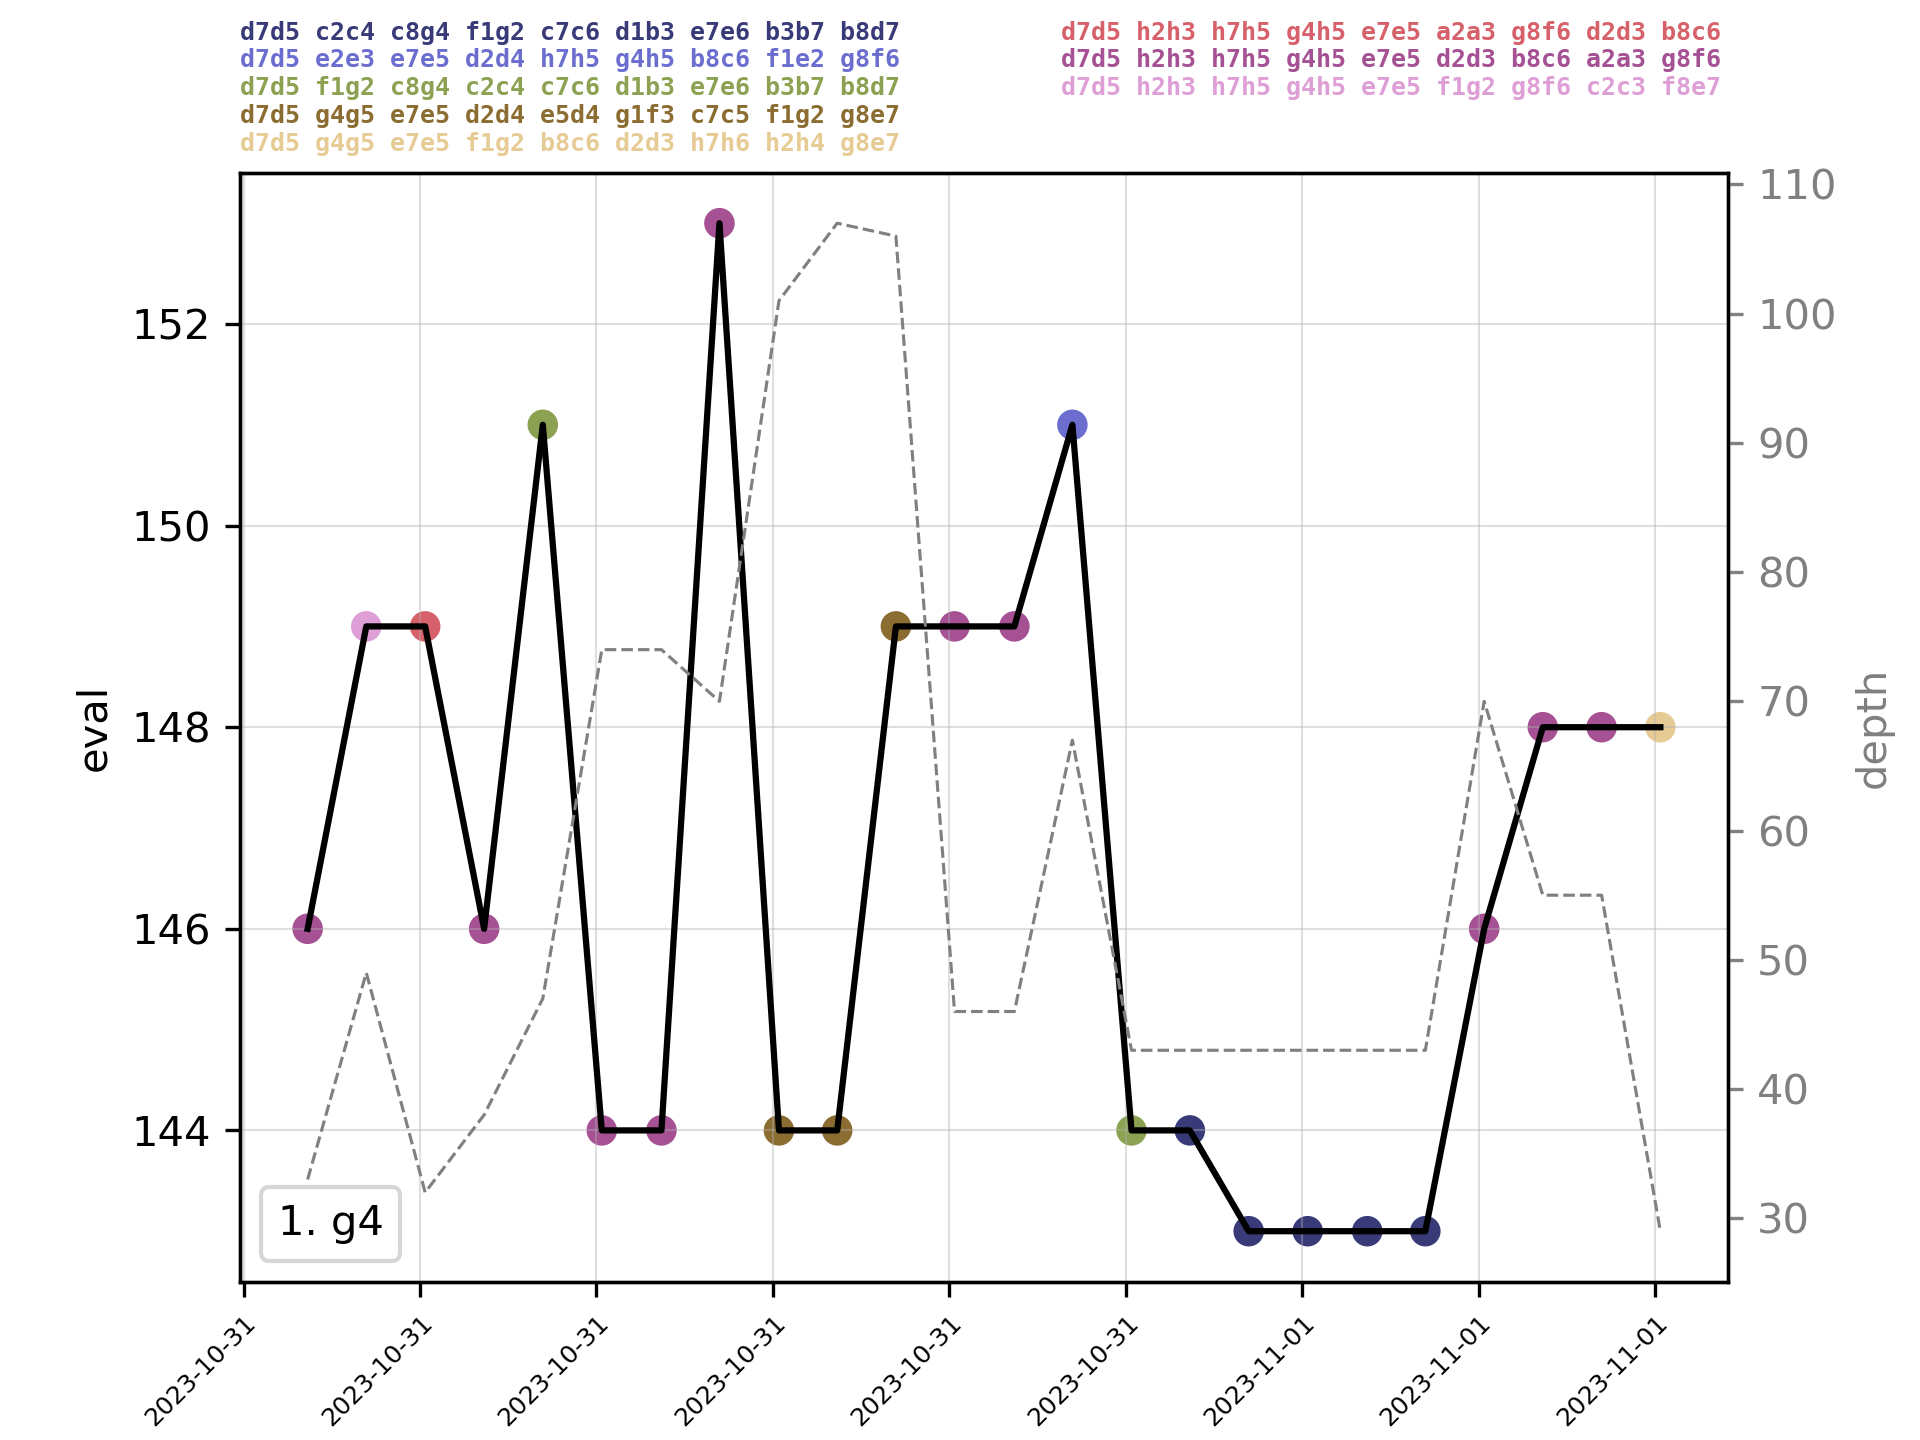 d7d5 c2c4 c8g4 f1g2 c7c6 d1b3 e7e6 b3b7 b8d7
d7d5 e2e3 e7e5 d2d4 h7h5 g4h5 b8c6 f1e2 g8f6
d7d5 f1g2 c8g4 c2c4 c7c6 d1b3 e7e6 b3b7 b8d7
d7d5 g4g5 e7e5 d2d4 e5d4 g1f3 c7c5 f1g2 g8e7
d7d5 g4g5 e7e5 f1g2 b8c6 d2d3 h7h6 h2h4 g8e7
d7d5 h2h3 h7h5 g4h5 e7e5 a2a3 g8f6 d2d3 b8c6
d7d5 h2h3 h7h5 g4h5 e7e5 d2d3 b8c6 a2a3 g8f6
d7d5 h2h3 h7h5 g4h5 e7e5 f1g2 g8f6 c2c3 f8e7
152
150
148
146
144
eval
110
100
90
80
70
60
50
40
30
depth
1. g4
2023-10-31
2023-10-31
2023-10-31
2023-10-31
2023-10-31
2023-10-31
2023-11-01
2023-11-01
2023-11-01